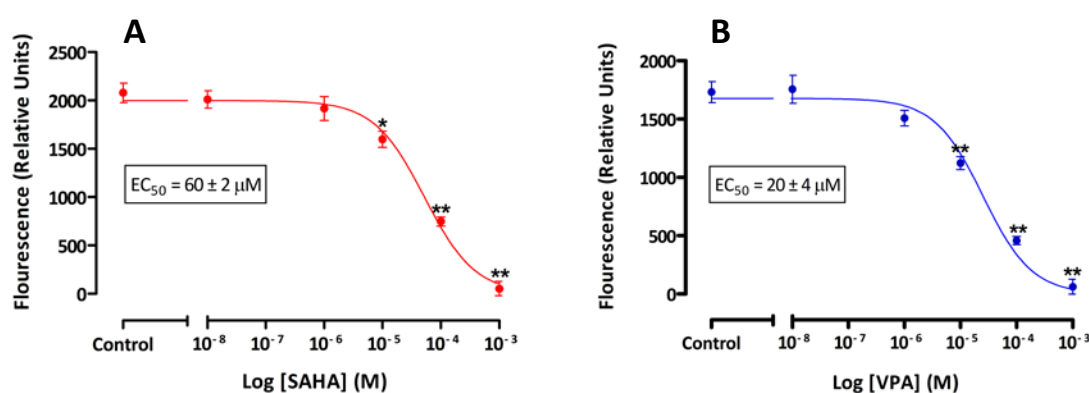 A
Flourescence (Relative Units)
2500
2000
1500
1000
500
0
*
**
**
EC50 = 60 ± 2 µM
Control
10-8
10-7
10-6
10-5
10-4
10-3
Log [SAHA] (M)
B
Flourescence (Relative Units)
2000
1500
1000
500
0
**
**
**
EC50 = 20 ± 4 µM
Control
10-8
10-7
10-6
10-5
10-4
10-3
Log [VPA] (M)